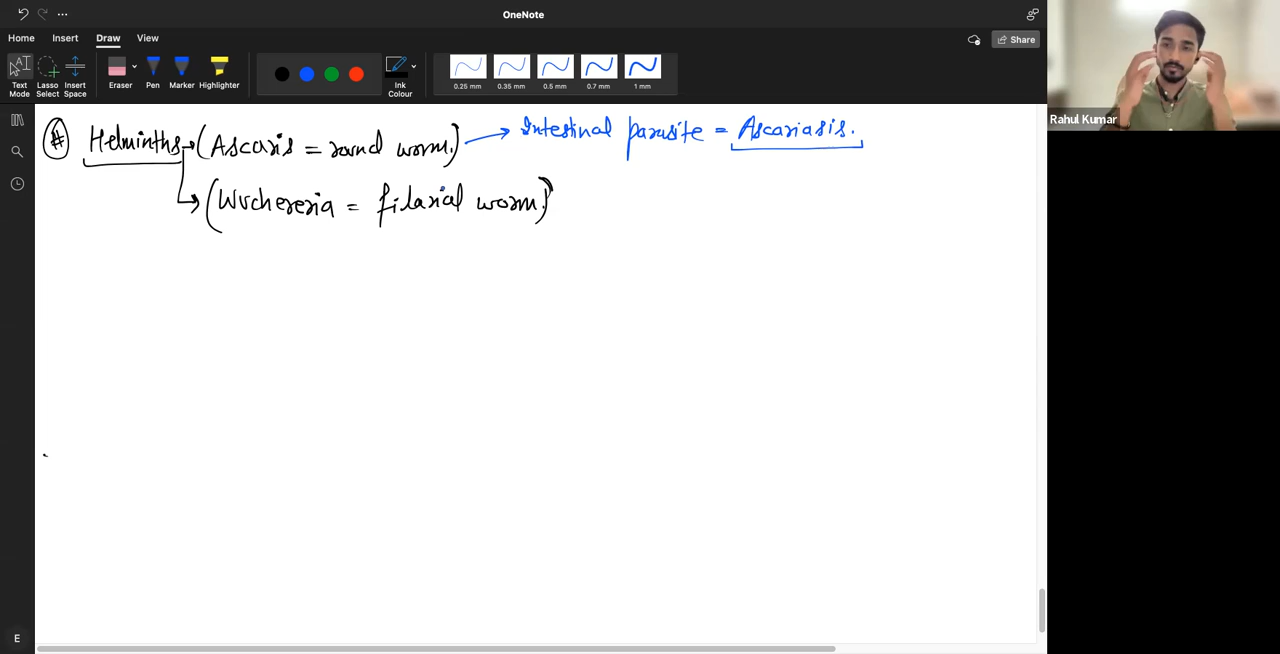 OneNote
Home Insert Draw View
Share
Text Mode
Lasso Select
Insert Space
Eraser
Pen
Marker
Highlighter
Ink Colour
0.25 mm 0.35 mm 0.5 mm 0.7 mm 1 mm
Rahul Kumar
# Helminths → (Ascaris = round worm.) → Intestinal parasite = Ascariasis.
→ (Wuchereria = filarial worm.)
E